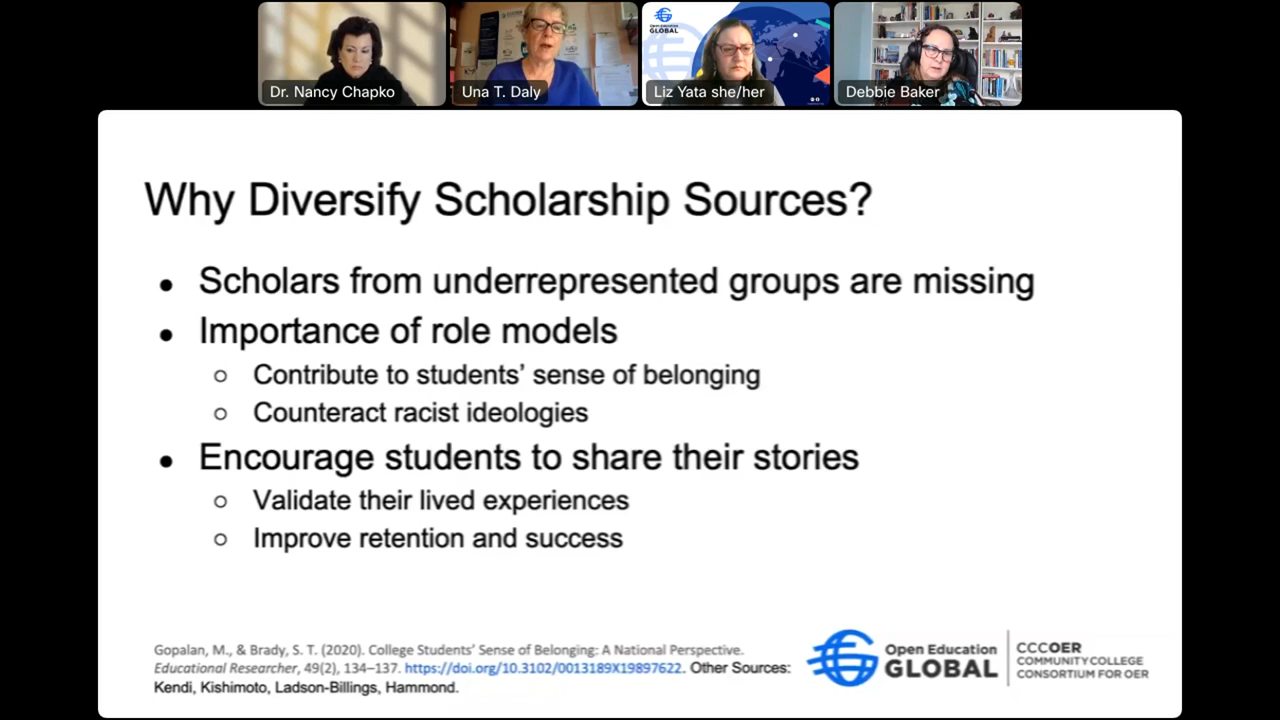 Open Education
GLOBAL
Dr. Nancy Chapko
Una T. Daly
Liz Yata she/her
Debbie Baker
Why Diversify Scholarship Sources?
• Scholars from underrepresented groups are missing
• Importance of role models
○ Contribute to students’ sense of belonging
○ Counteract racist ideologies
• Encourage students to share their stories
○ Validate their lived experiences
○ Improve retention and success
Gopalan, M., & Brady, S. T. (2020). College Students’ Sense of Belonging: A National Perspective.
Educational Researcher, 49(2), 134–137. https://doi.org/10.3102/0013189X19897622. Other Sources:
Kendi, Kishimoto, Ladson-Billings, Hammond.
Open Education
GLOBAL
CCCOER
COMMUNITY COLLEGE
CONSORTIUM FOR OER